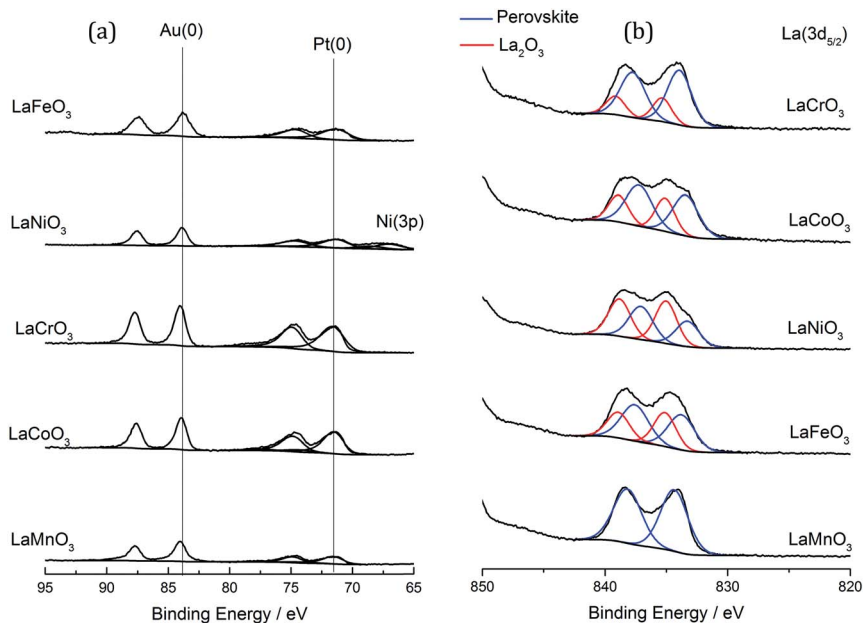 (a)
Au(0)
Pt(0)
LaFeO₃
LaNiO₃
Ni(3p)
LaCrO₃
LaCoO₃
LaMnO₃
95 90 85 80 75 70 65
Binding Energy / eV
Perovskite
La₂O₃
(b)
La(3d₅/₂)
LaCrO₃
LaCoO₃
LaNiO₃
LaFeO₃
LaMnO₃
850 840 830 820
Binding Energy / eV